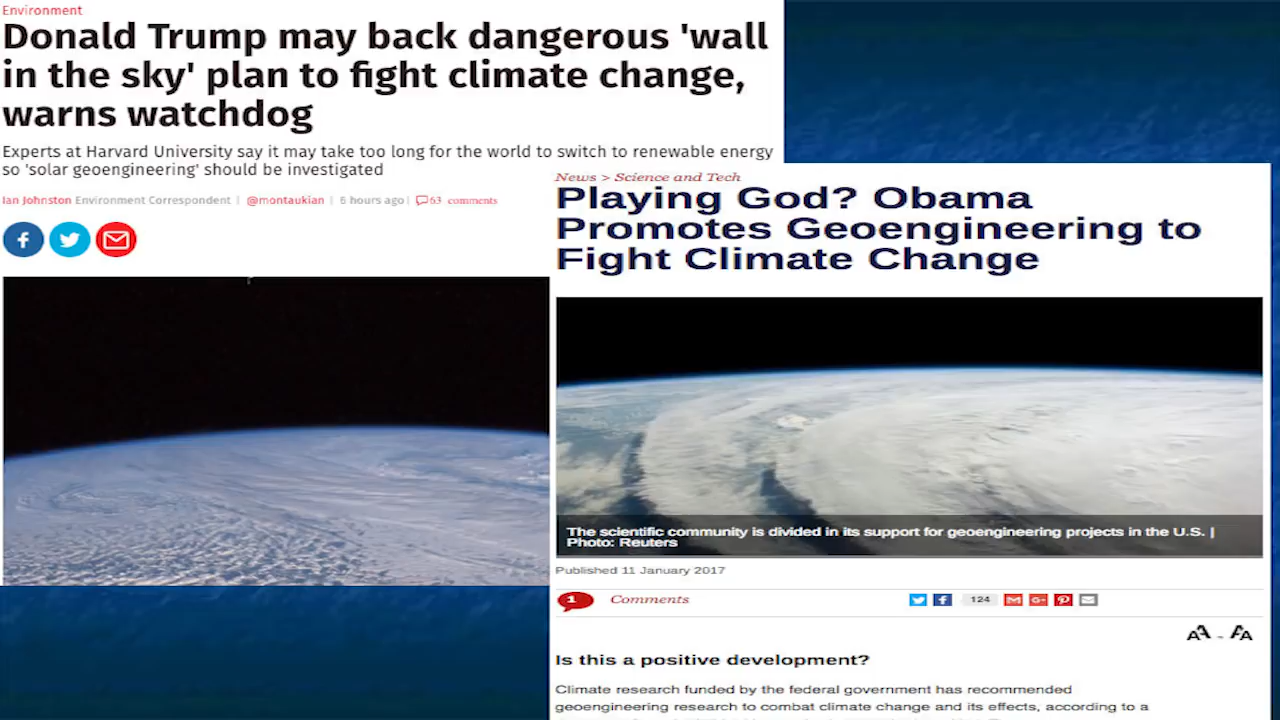 Environment
Donald Trump may back dangerous 'wall
in the sky' plan to fight climate change,
warns watchdog
Experts at Harvard University say it may take too long for the world to switch to renewable energy
so 'solar geoengineering' should be investigated
Ian Johnston Environment Correspondent | @montaukian | 6 hours ago | 63 comments
News > Science and Tech
Playing God? Obama
Promotes Geoengineering to
Fight Climate Change
The scientific community is divided in its support for geoengineering projects in the U.S. |
Photo: Reuters
Published 11 January 2017
1 Comments
124
Is this a positive development?
Climate research funded by the federal government has recommended
geoengineering research to combat climate change and its effects, according to a